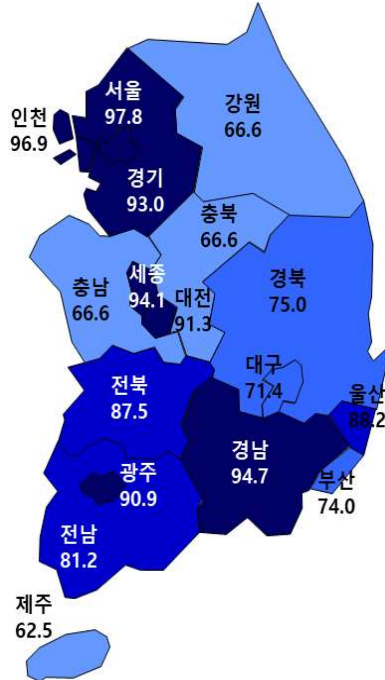 서울
97.8
강원
66.6
인천
96.9
경기
93.0
충북
66.6
경북
75.0
세종
94.1
충남
66.6
대전
91.3
대구
71.4
울산
88.2
전북
87.5
경남
94.7
광주
90.9
부산
74.0
전남
81.2
제주
62.5